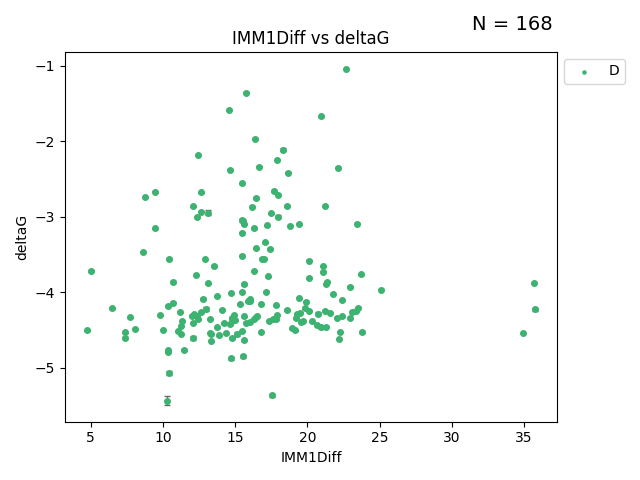 N = 168
IMM1Diff vs deltaG
D
−1
−2
−3
−4
−5
deltaG
5 10 15 20 25 30 35
IMM1Diff